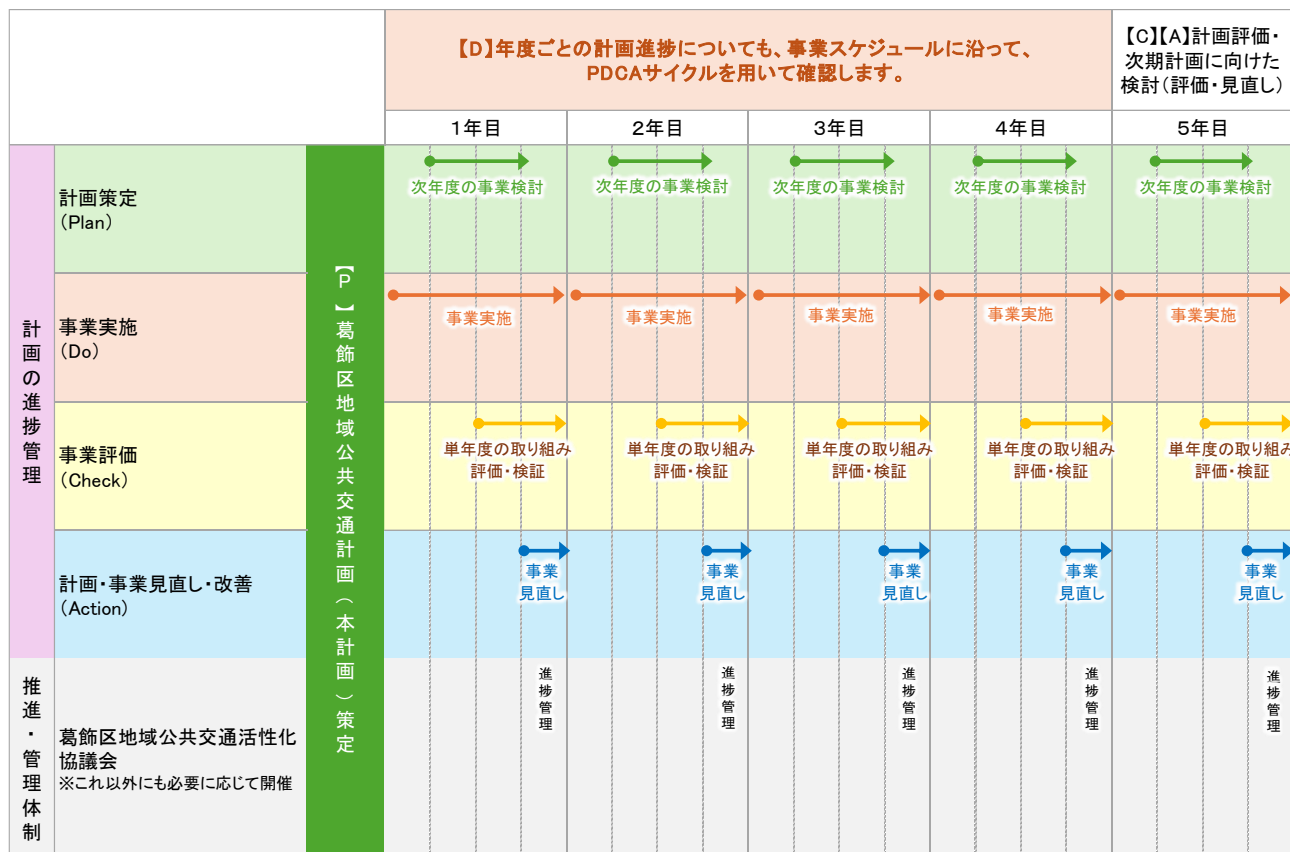 【D】年度ごとの計画進捗についても、事業スケジュールに沿って、
PDCAサイクルを用いて確認します。
【C】【A】計画評価・
次期計画に向けた
検討(評価・見直し)
1年目
2年目
3年目
4年目
5年目
計画の進捗管理
計画策定
(Plan)
【P】葛飾区地域公共交通計画(本計画)策定
次年度の事業検討
次年度の事業検討
次年度の事業検討
次年度の事業検討
次年度の事業検討
事業実施
(Do)
事業実施
事業実施
事業実施
事業実施
事業実施
事業評価
(Check)
単年度の取り組み
評価・検証
単年度の取り組み
評価・検証
単年度の取り組み
評価・検証
単年度の取り組み
評価・検証
単年度の取り組み
評価・検証
計画・事業見直し・改善
(Action)
事業
見直し
事業
見直し
事業
見直し
事業
見直し
事業
見直し
推進・管理体制
葛飾区地域公共交通活性化
協議会
※これ以外にも必要に応じて開催
進捗管理
進捗管理
進捗管理
進捗管理
進捗管理